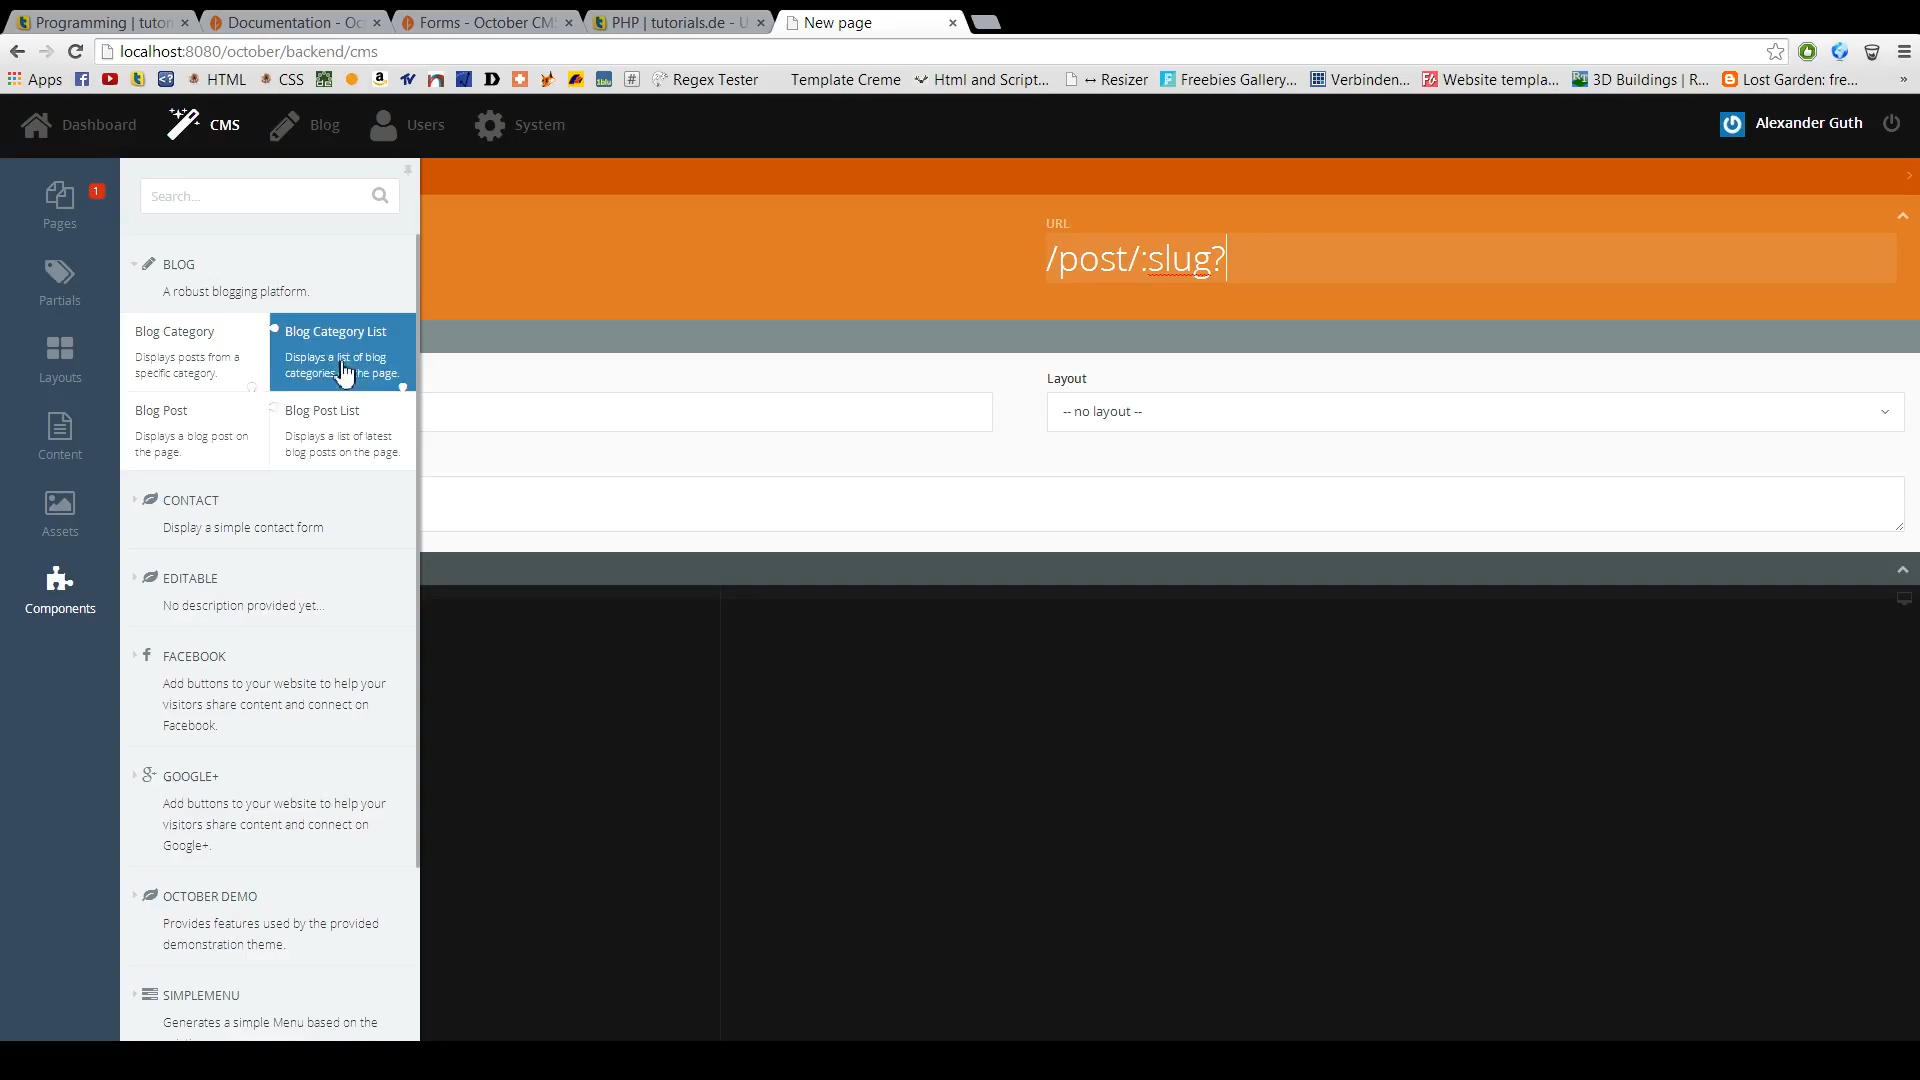 Programming | tutor
Documentation - Oc
Forms - October CM
PHP | tutorials.de - U
New page
localhost:8080/october/backend/cms
Apps
HTML
CSS
Regex Tester
Template Creme
Html and Script...
↔ Resizer
Freebies Gallery...
Verbinden...
Website templa...
3D Buildings | R...
Lost Garden: fre...
»
Dashboard
CMS
Blog
Users
System
Alexander Guth
Pages
1
Partials
Layouts
Content
Assets
Components
Search...
BLOG
A robust blogging platform.
Blog Category
Displays posts from a
specific category.
Blog Category List
Displays a list of blog
categories the page.
Blog Post
Displays a blog post on
the page.
Blog Post List
Displays a list of latest
blog posts on the page.
CONTACT
Display a simple contact form
EDITABLE
No description provided yet...
FACEBOOK
Add buttons to your website to help your
visitors share content and connect on
Facebook.
GOOGLE+
Add buttons to your website to help your
visitors share content and connect on
Google+.
OCTOBER DEMO
Provides features used by the provided
demonstration theme.
SIMPLEMENU
Generates a simple Menu based on the
URL
/post/:slug?
Layout
-- no layout --